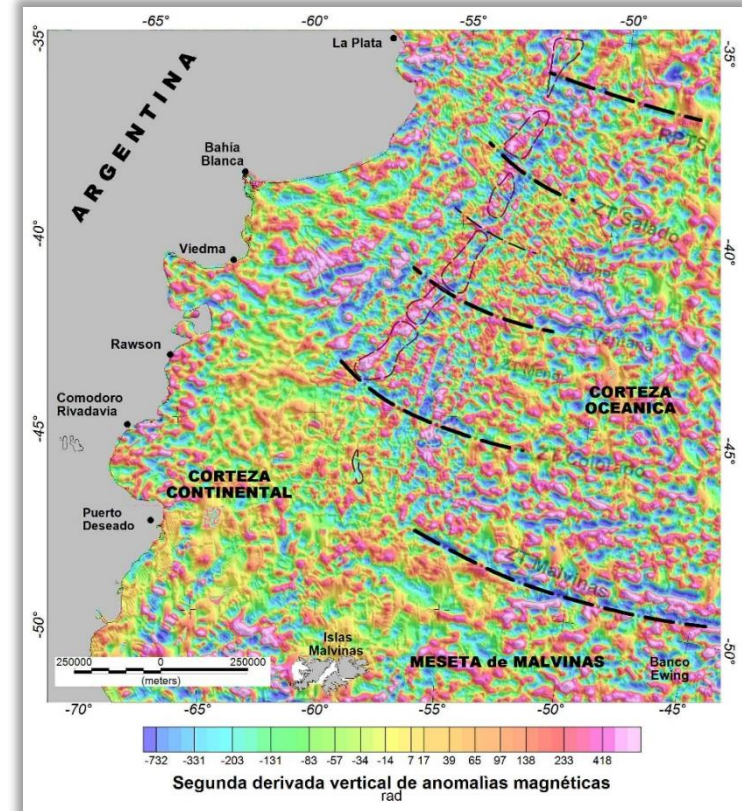 -65°
-60°
-55°
-50°
-35°
-35°
La Plata
ARGENTINA
RPTS
Bahía
Blanca
ZT Salado
-40°
-40°
Viedma
ZT Ventana
Rawson
CORTEZA
OCEANICA
Comodoro
Rivadavia
-45°
-45°
ZT Colorado
CORTEZA
CONTINENTAL
Puerto
Deseado
ZT Malvinas
-50°
-50°
Islas
Malvinas
MESETA de MALVINAS
Banco
Ewing
250000 0 250000
(meters)
-70°
-65°
-60°
-55°
-50°
-45°
-732 -331 -203 -131 -83 -57 -34 -14 7 17 39 65 97 138 233 418
Segunda derivada vertical de anomalìas magnéticas
rad